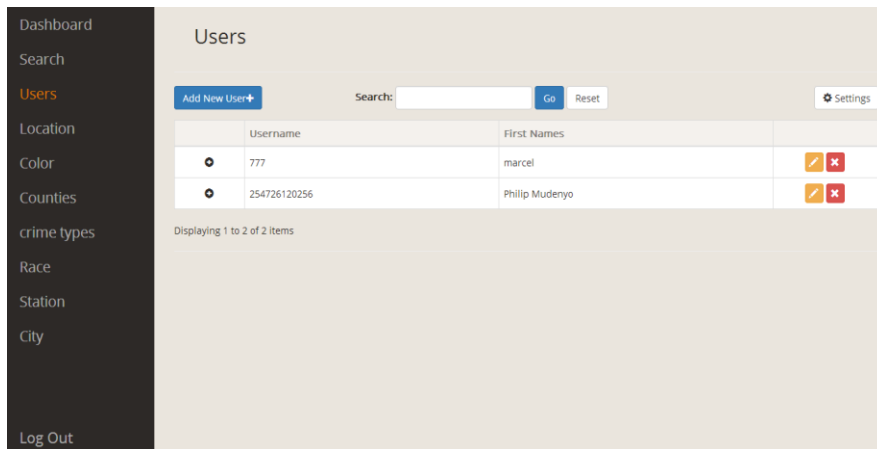 Dashboard
Search
Users
Location
Color
Counties
crime types
Race
Station
City
Log Out
Users
Add New User+ Search: Go Reset Settings
Username First Names
777 marcel
254726120256 Philip Mudenyo
Displaying 1 to 2 of 2 items